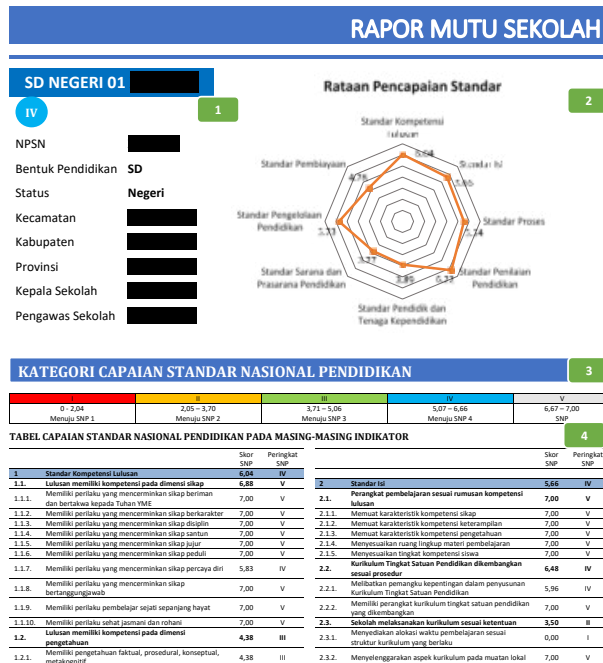 RAPOR MUTU SEKOLAH
SD NEGERI 01
IV
1
NPSN
Bentuk Pendidikan SD
Status Negeri
Kecamatan
Kabupaten
Provinsi
Kepala Sekolah
Pengawas Sekolah
Rataan Pencapaian Standar
2
Standar Kompetensi
Lulusan
6,04
Standar Isi
5,66
Standar Proses
Standar Penilaian
Pendidikan
Standar Pendidik dan
Tenaga Kependidikan
Standar Sarana dan
Prasarana Pendidikan
Standar Pengelolaan
Pendidikan
Standar Pembiayaan
KATEGORI CAPAIAN STANDAR NASIONAL PENDIDIKAN
3
I II III IV V
0 - 2,04 2,05 – 3,70 3,71 – 5,06 5,07 – 6,66 6,67 – 7,00
Menuju SNP 1 Menuju SNP 2 Menuju SNP 3 Menuju SNP 4 SNP
TABEL CAPAIAN STANDAR NASIONAL PENDIDIKAN PADA MASING-MASING INDIKATOR
4
Skor Peringkat
SNP SNP
1 Standar Kompetensi Lulusan 6,04 IV
1.1. Lulusan memiliki kompetensi pada dimensi sikap 6,88 V
1.1.1. Memiliki perilaku yang mencerminkan sikap beriman
dan bertakwa kepada Tuhan YME 7,00 V
1.1.2. Memiliki perilaku yang mencerminkan sikap berkarakter 7,00 V
1.1.3. Memiliki perilaku yang mencerminkan sikap disiplin 7,00 V
1.1.4. Memiliki perilaku yang mencerminkan sikap santun 7,00 V
1.1.5. Memiliki perilaku yang mencerminkan sikap jujur 7,00 V
1.1.6. Memiliki perilaku yang mencerminkan sikap peduli 7,00 V
1.1.7. Memiliki perilaku yang mencerminkan sikap percaya diri 5,83 IV
1.1.8. Memiliki perilaku yang mencerminkan sikap
bertanggungjawab 7,00 V
1.1.9. Memiliki perilaku pembelajar sejati sepanjang hayat 7,00 V
1.1.10. Memiliki perilaku sehat jasmani dan rohani 7,00 V
1.2. Lulusan memiliki kompetensi pada dimensi
pengetahuan 4,38 III
1.2.1. Memiliki pengetahuan faktual, prosedural, konseptual,
metakognitif 4,38 III
Skor Peringkat
SNP SNP
2 Standar Isi 5,66 IV
2.1. Perangkat pembelajaran sesuai rumusan kompetensi
lulusan 7,00 V
2.1.1. Memuat karakteristik kompetensi sikap 7,00 V
2.1.2. Memuat karakteristik kompetensi keterampilan 7,00 V
2.1.3. Memuat karakteristik kompetensi pengetahuan 7,00 V
2.1.4. Menyesuaikan ruang lingkup materi pembelajaran 7,00 V
2.1.5. Menyesuaikan tingkat kompetensi siswa 7,00 V
2.2. Kurikulum Tingkat Satuan Pendidikan dikembangkan
sesuai prosedur 6,48 IV
2.2.1. Melibatkan pemangku kepentingan dalam penyusunan
Kurikulum Tingkat Satuan Pendidikan 5,96 IV
2.2.2. Memiliki perangkat kurikulum tingkat satuan pendidikan
yang dikembangkan 7,00 V
2.3. Sekolah melaksanakan kurikulum sesuai ketentuan 3,50 II
2.3.1. Menyediakan alokasi waktu pembelajaran sesuai
struktur kurikulum yang berlaku 0,00 I
2.3.2. Menyelenggarakan aspek kurikulum pada muatan lokal 7,00 V